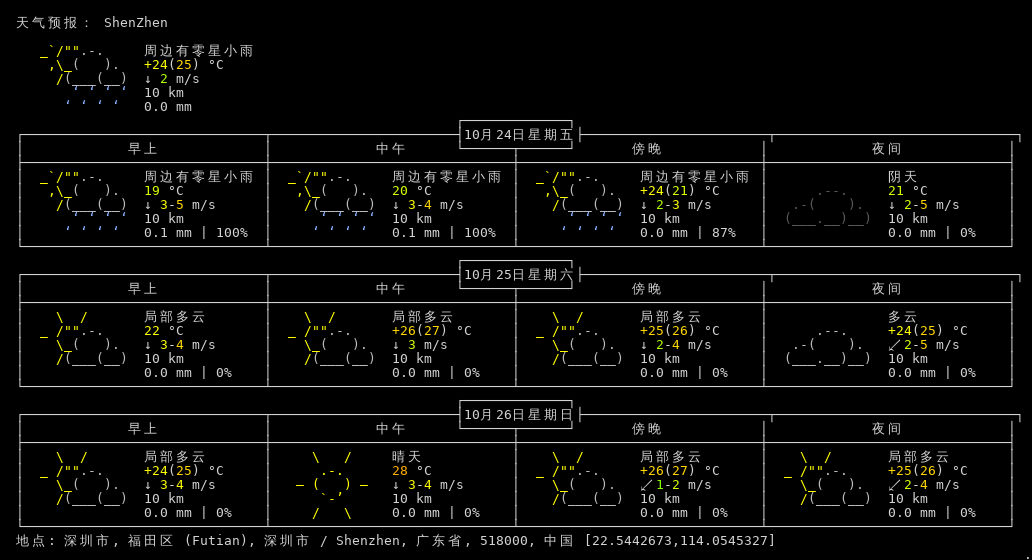 天气预报： ShenZhen
周边有零星小雨
+24(25) °C
↓ 2 m/s
10 km
0.0 mm
10月24日星期五
早上 中午 傍晚 夜间
周边有零星小雨 周边有零星小雨 周边有零星小雨 阴天
19 °C 20 °C +24(21) °C 21 °C
↓ 3-5 m/s ↓ 3-4 m/s ↓ 2-3 m/s ↓ 2-5 m/s
10 km 10 km 10 km 10 km
0.1 mm | 100% 0.1 mm | 100% 0.0 mm | 87% 0.0 mm | 0%
10月25日星期六
早上 中午 傍晚 夜间
局部多云 局部多云 局部多云 多云
22 °C +26(27) °C +25(26) °C +24(25) °C
↓ 3-4 m/s ↓ 3 m/s ↓ 2-4 m/s ↙ 2-5 m/s
10 km 10 km 10 km 10 km
0.0 mm | 0% 0.0 mm | 0% 0.0 mm | 0% 0.0 mm | 0%
10月26日星期日
早上 中午 傍晚 夜间
局部多云 晴天 局部多云 局部多云
+24(25) °C 28 °C +26(27) °C +25(26) °C
↓ 3-4 m/s ↓ 3-4 m/s ↙ 1-2 m/s ↙ 2-4 m/s
10 km 10 km 10 km 10 km
0.0 mm | 0% 0.0 mm | 0% 0.0 mm | 0% 0.0 mm | 0%
地点: 深圳市, 福田区 (Futian), 深圳市 / Shenzhen, 广东省, 518000, 中国 [22.5442673,114.0545327]